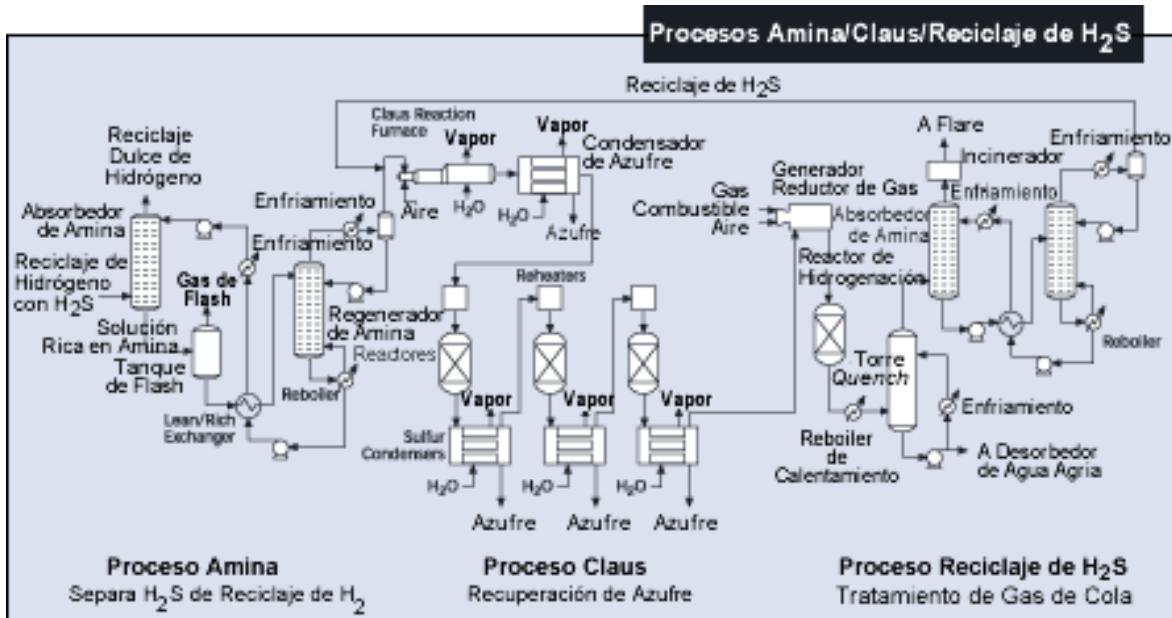 Procesos Amina/Claus/Reciclaje de H2S
Reciclaje de H2S
Reciclaje
Dulce de
Hidrógeno
Absorbedor
de Amina
Reciclaje de
Hidrógeno
con H2S
Gas de
Flash
Solución
Rica en Amina
Tanque
de Flash
Lean/Rich
Exchanger
Enfriamiento
Enfriamiento
Regenerador
de Amina
Reboiler
Claus Reaction
Furnace
Vapor
Aire
H2O
Vapor
Condensador
de Azufre
H2O
Azufre
Reheaters
Reactores
Sulfur
Condensers
Vapor
Vapor
Vapor
H2O
H2O
H2O
Azufre
Azufre
Azufre
Gas
Combustible
Aire
Generador
Reductor de Gas
A Flare
Incinerador
Enfriamiento
Enfriamiento
Absorbedor
de Amina
Reactor de
Hidrogenación
Torre
Quench
Reboiler
Enfriamiento
Reboiler
de
Calentamiento
A Desorbedor
de Agua Agria
Proceso Amina
Separa H2S de Reciclaje de H2
Proceso Claus
Recuperación de Azufre
Proceso Reciclaje de H2S
Tratamiento de Gas de Cola